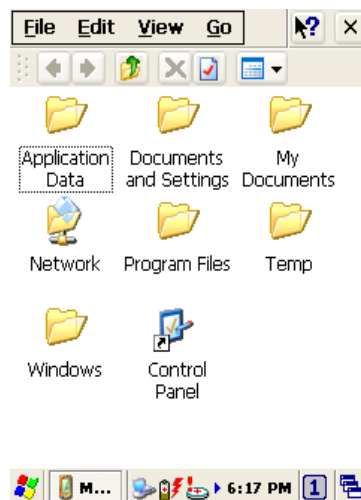 File Edit View Go ?
Application Data
Documents and Settings
My Documents
Network
Program Files
Temp
Windows
Control Panel
M... 6:17 PM 1